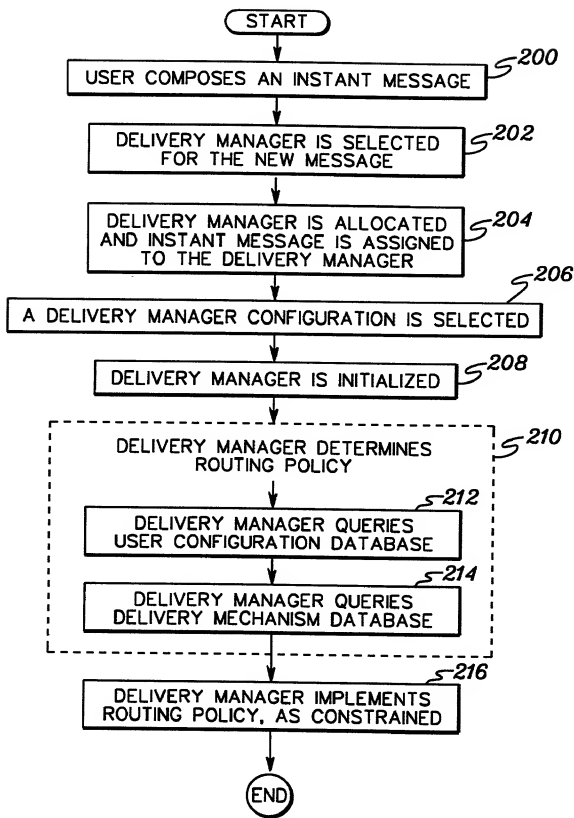 START
200
USER COMPOSES AN INSTANT MESSAGE
202
DELIVERY MANAGER IS SELECTED
FOR THE NEW MESSAGE
204
DELIVERY MANAGER IS ALLOCATED
AND INSTANT MESSAGE IS ASSIGNED
TO THE DELIVERY MANAGER
206
A DELIVERY MANAGER CONFIGURATION IS SELECTED
208
DELIVERY MANAGER IS INITIALIZED
210
DELIVERY MANAGER DETERMINES
ROUTING POLICY
212
DELIVERY MANAGER QUERIES
USER CONFIGURATION DATABASE
214
DELIVERY MANAGER QUERIES
DELIVERY MECHANISM DATABASE
216
DELIVERY MANAGER IMPLEMENTS
ROUTING POLICY, AS CONSTRAINED
END